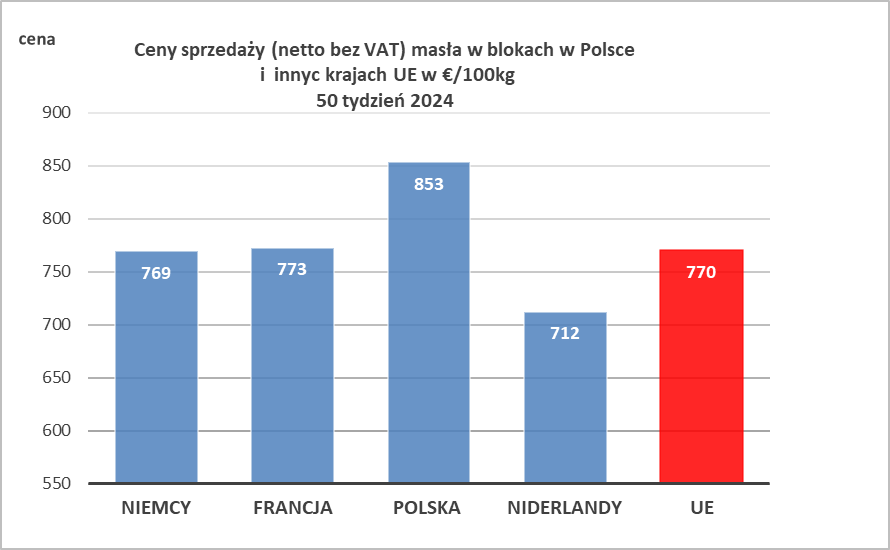 cena
Ceny sprzedaży (netto bez VAT) masła w blokach w Polsce
i innyc krajach UE w €/100kg
50 tydzień 2024
900
850
800
750
700
650
600
550
853
769
773
770
712
NIEMCY FRANCJA POLSKA NIDERLANDY UE